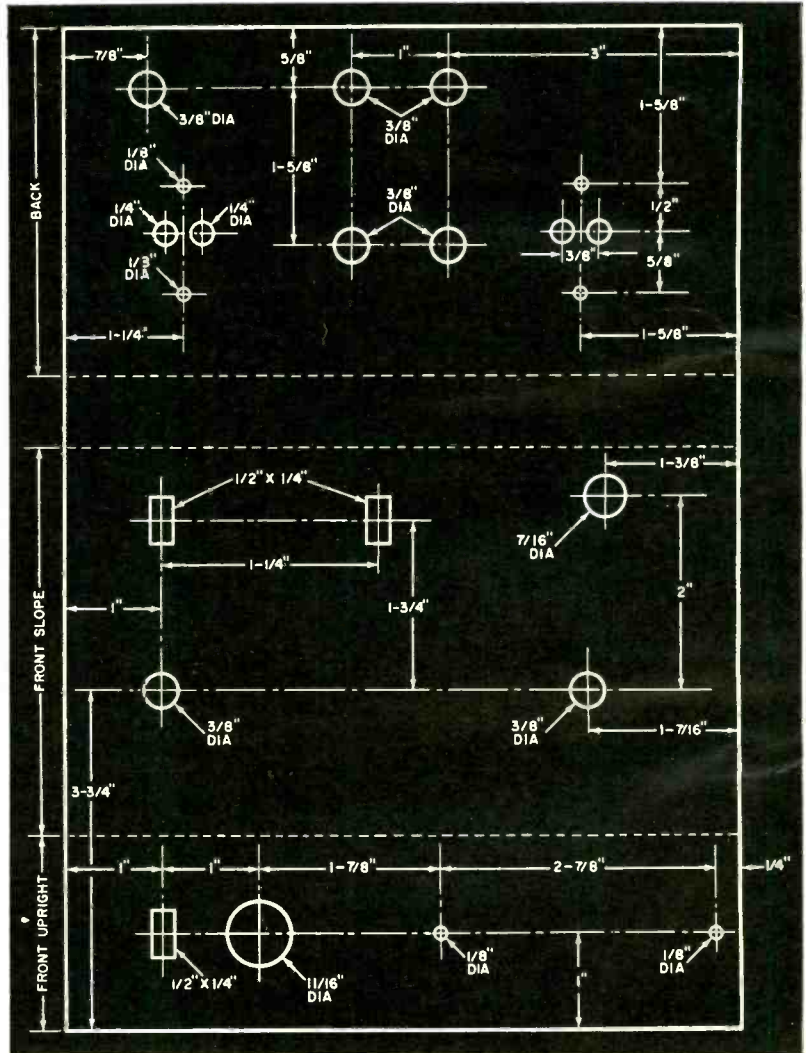 7/8"
5/8"
1"
3"
3/8" DIA
3/8"
DIA
1-5/8"
1/8"
DIA
1-5/8"
1/4"
DIA
1/4"
DIA
3/8"
DIA
1/2"
BACK
3/8"
5/8"
DIA
1-1/4"
1-5/8"
1/2" X 1/4"
1-3/8"
7/16"
DIA
1-1/4"
1"
1-3/4"
2"
FRONT SLOPE
3/8"
DIA
3/8"
DIA
1-7/16"
3-3/4"
1"
1"
1-7/8"
2-7/8"
1/4"
FRONT UPRIGHT
1/2" X 1/4"
11/16"
DIA
1/8"
DIA
1"
1/8"
DIA